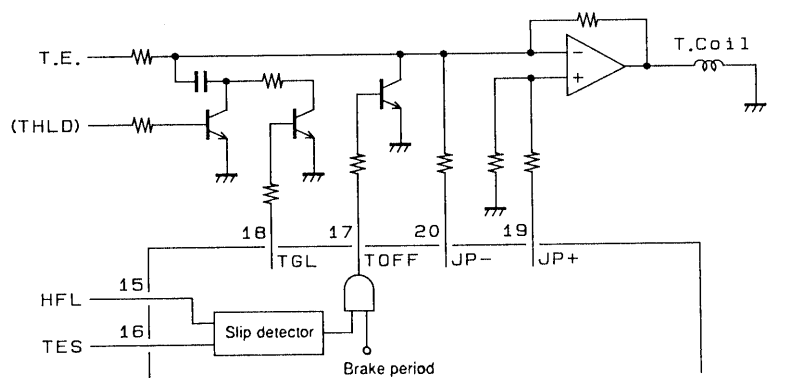 T.E.
T.Coil
−
+
(THLD)
18
17
20
19
TGL
TOFF
JP-
JP+
HFL
15
Slip detector
TES
16
Brake period